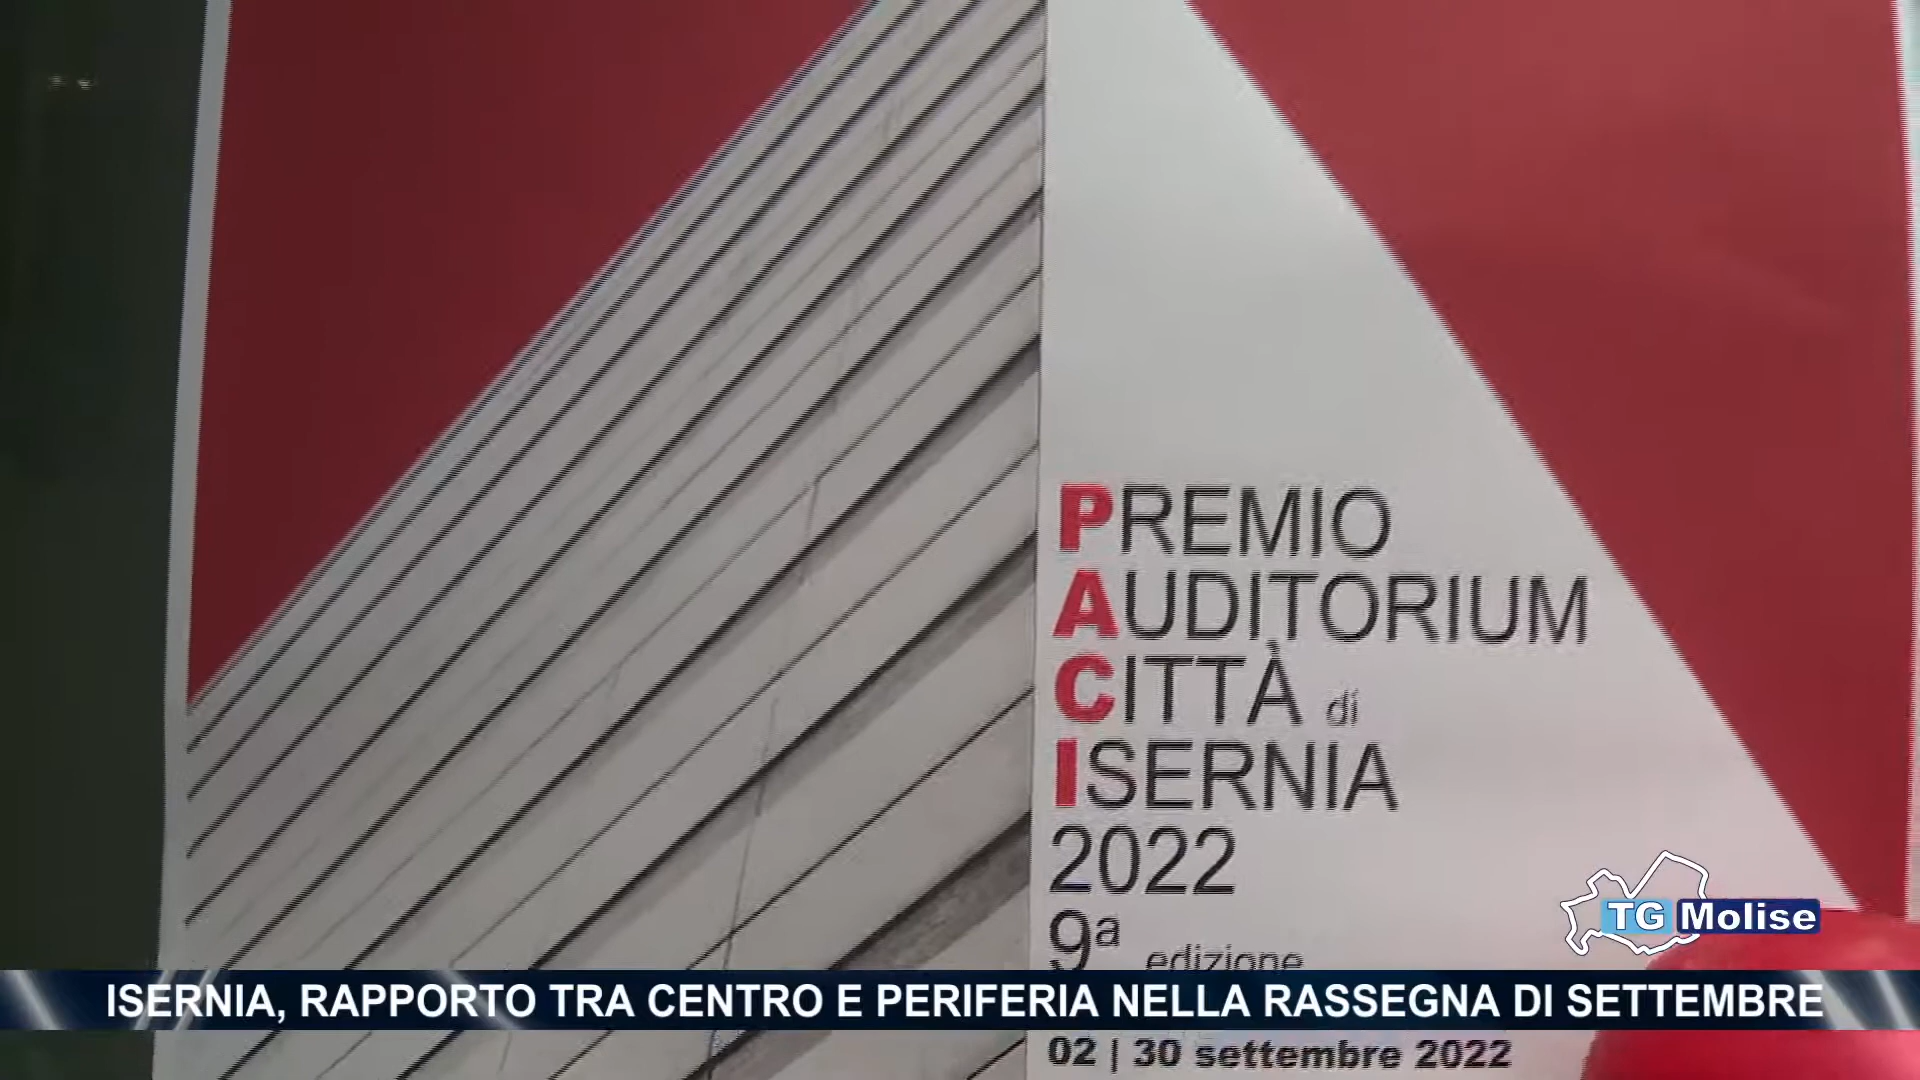 PREMIO
AUDITORIUM
CITTÀ di
ISERNIA
2022
9ª edizione
TG Molise
ISERNIA, RAPPORTO TRA CENTRO E PERIFERIA NELLA RASSEGNA DI SETTEMBRE
02 | 30 settembre 2022